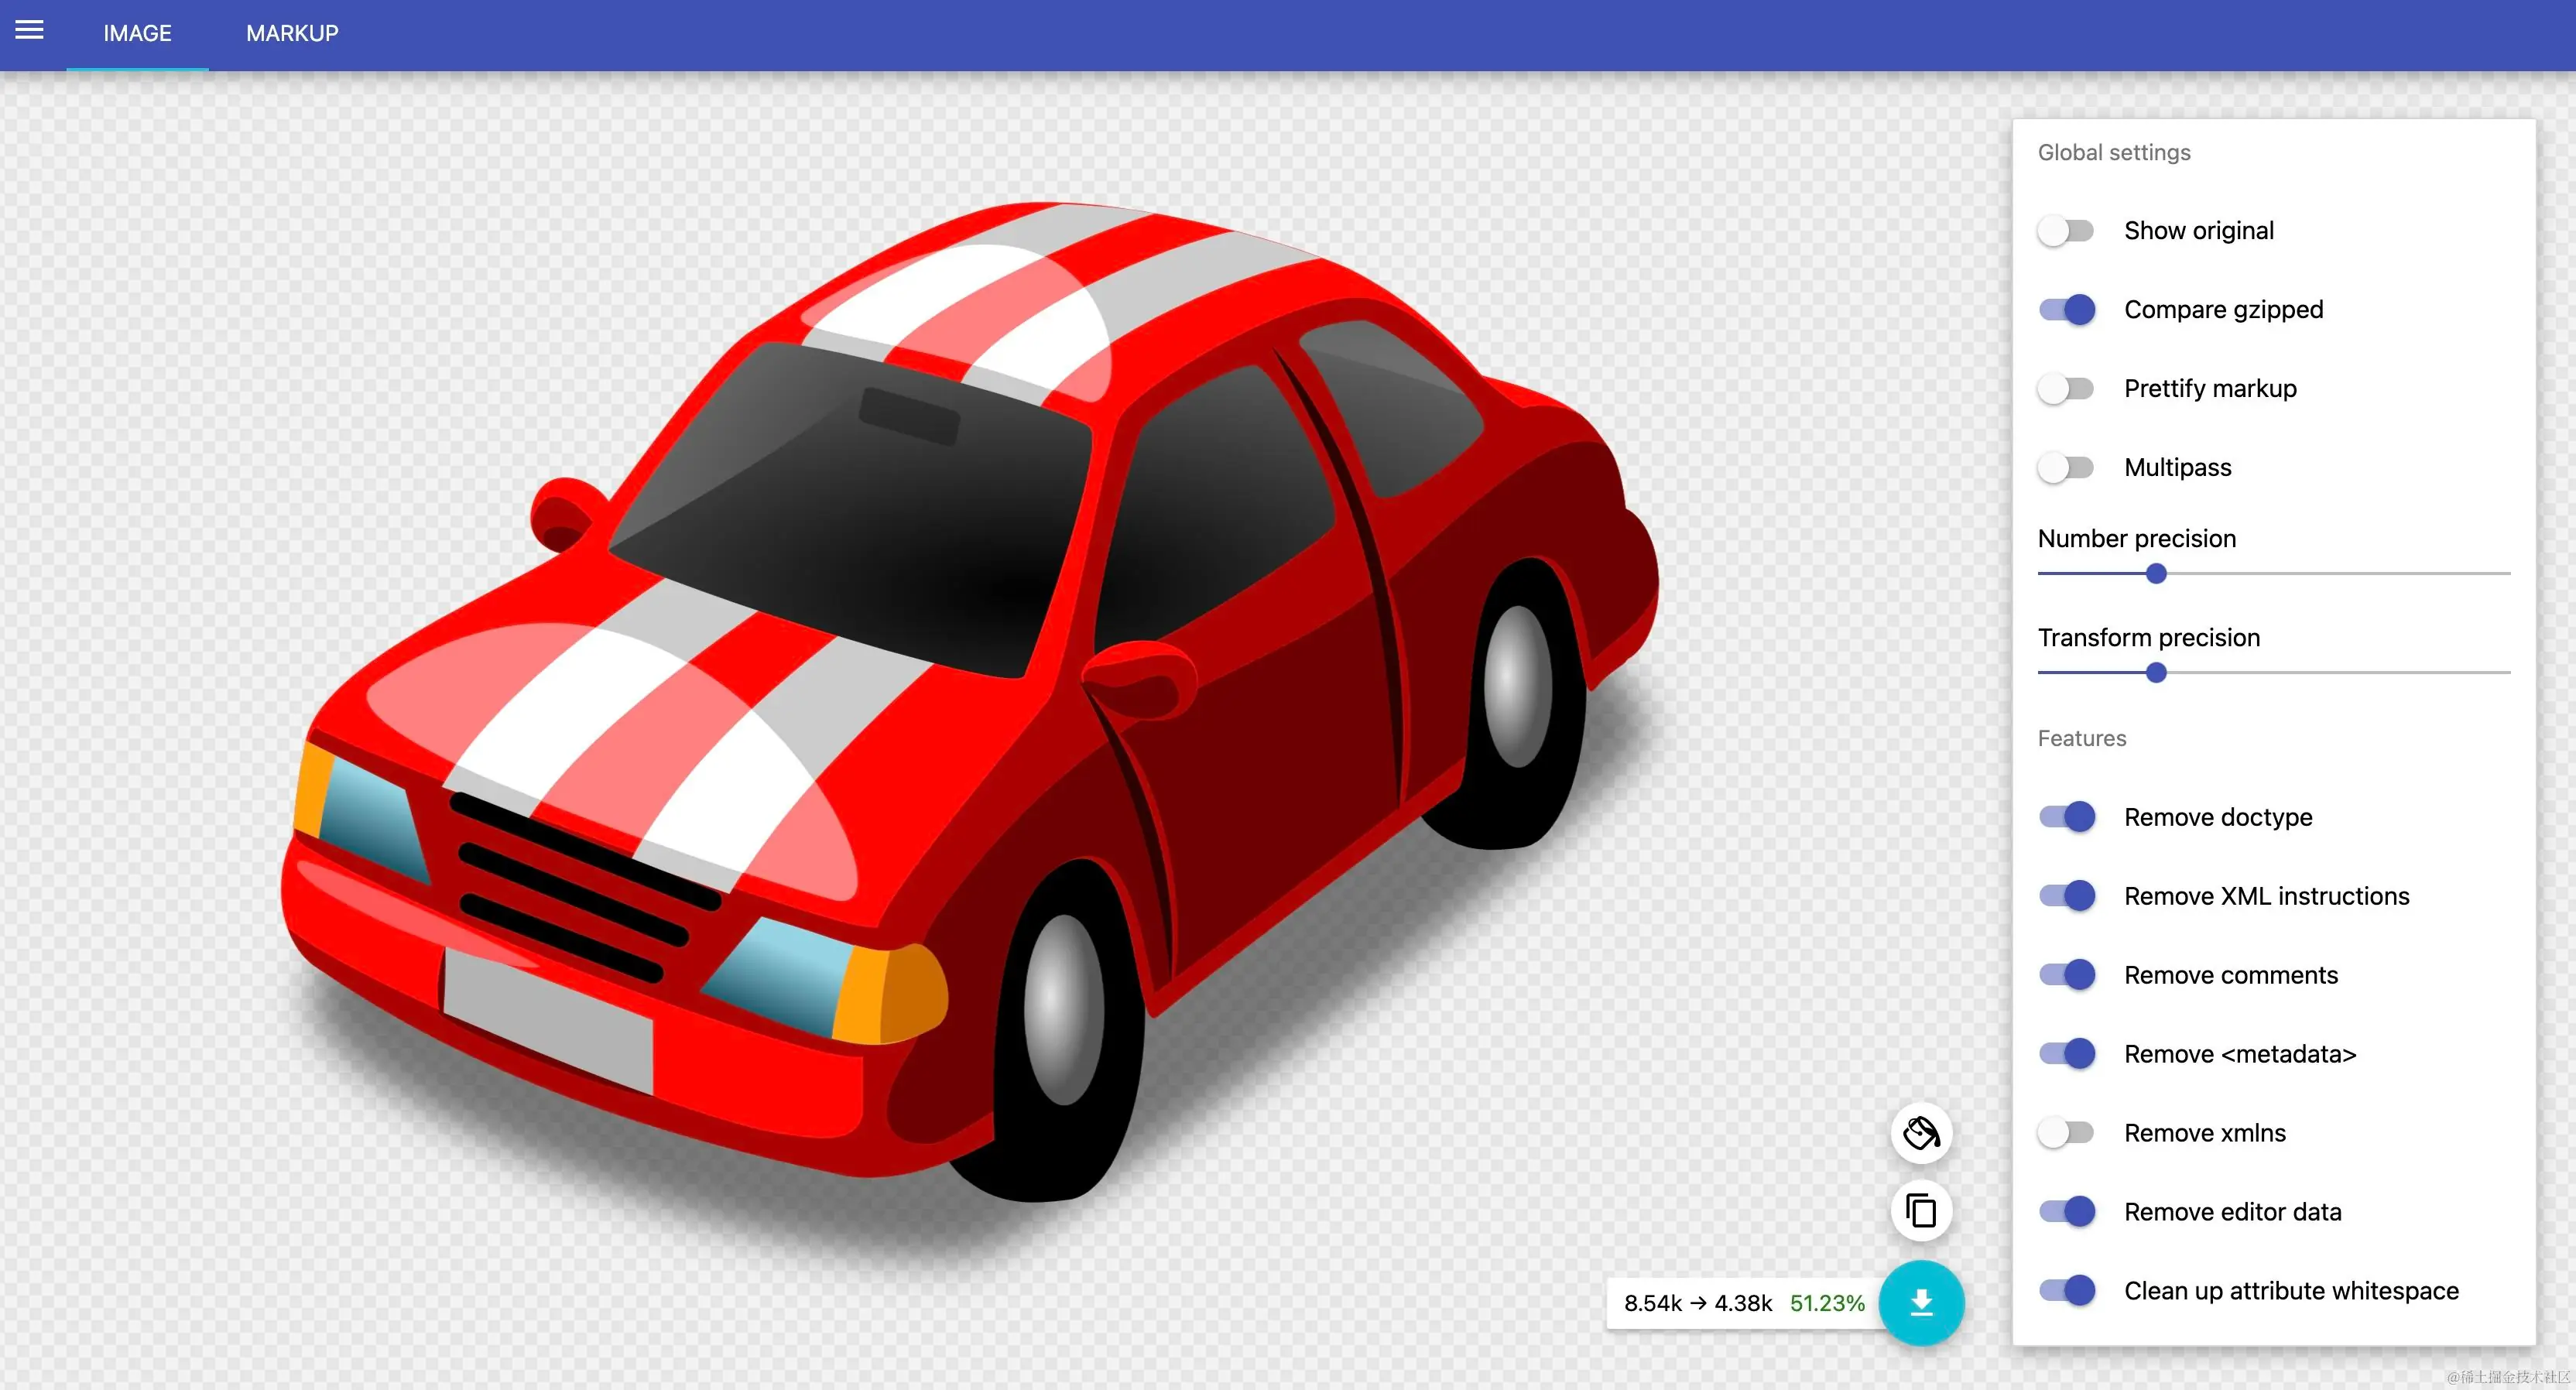 IMAGE
MARKUP
Global settings
Show original
Compare gzipped
Prettify markup
Multipass
Number precision
Transform precision
Features
Remove doctype
Remove XML instructions
Remove comments
Remove <metadata>
Remove xmlns
Remove editor data
Clean up attribute whitespace
8.54k → 4.38k 51.23%
@稀土掘金技术社区